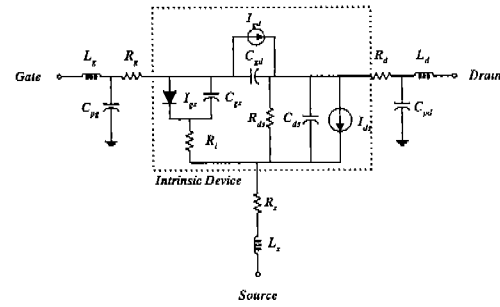 I_gd
L_g R_g C_gd R_d L_d
Gate Drain
C_pg I_gs C_gs R_ds C_ds I_ds C_pd
R_i
Intrinsic Device
R_s
L_s
Source